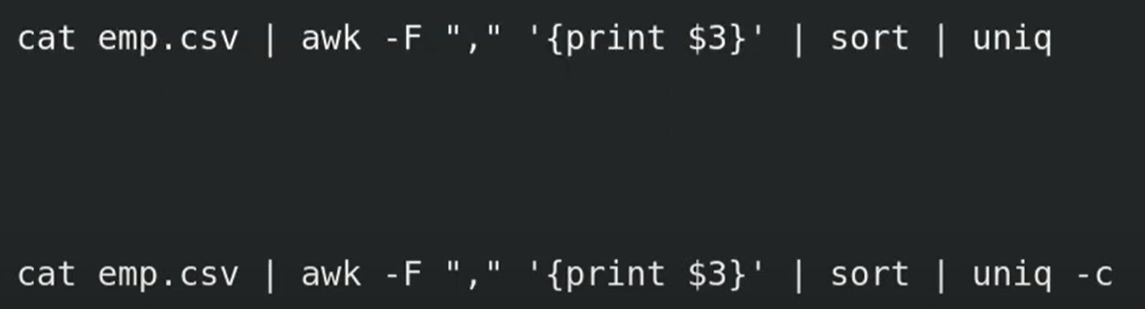 cat emp.csv | awk -F "," '{print $3}' | sort | uniq
cat emp.csv | awk -F "," '{print $3}' | sort | uniq -c